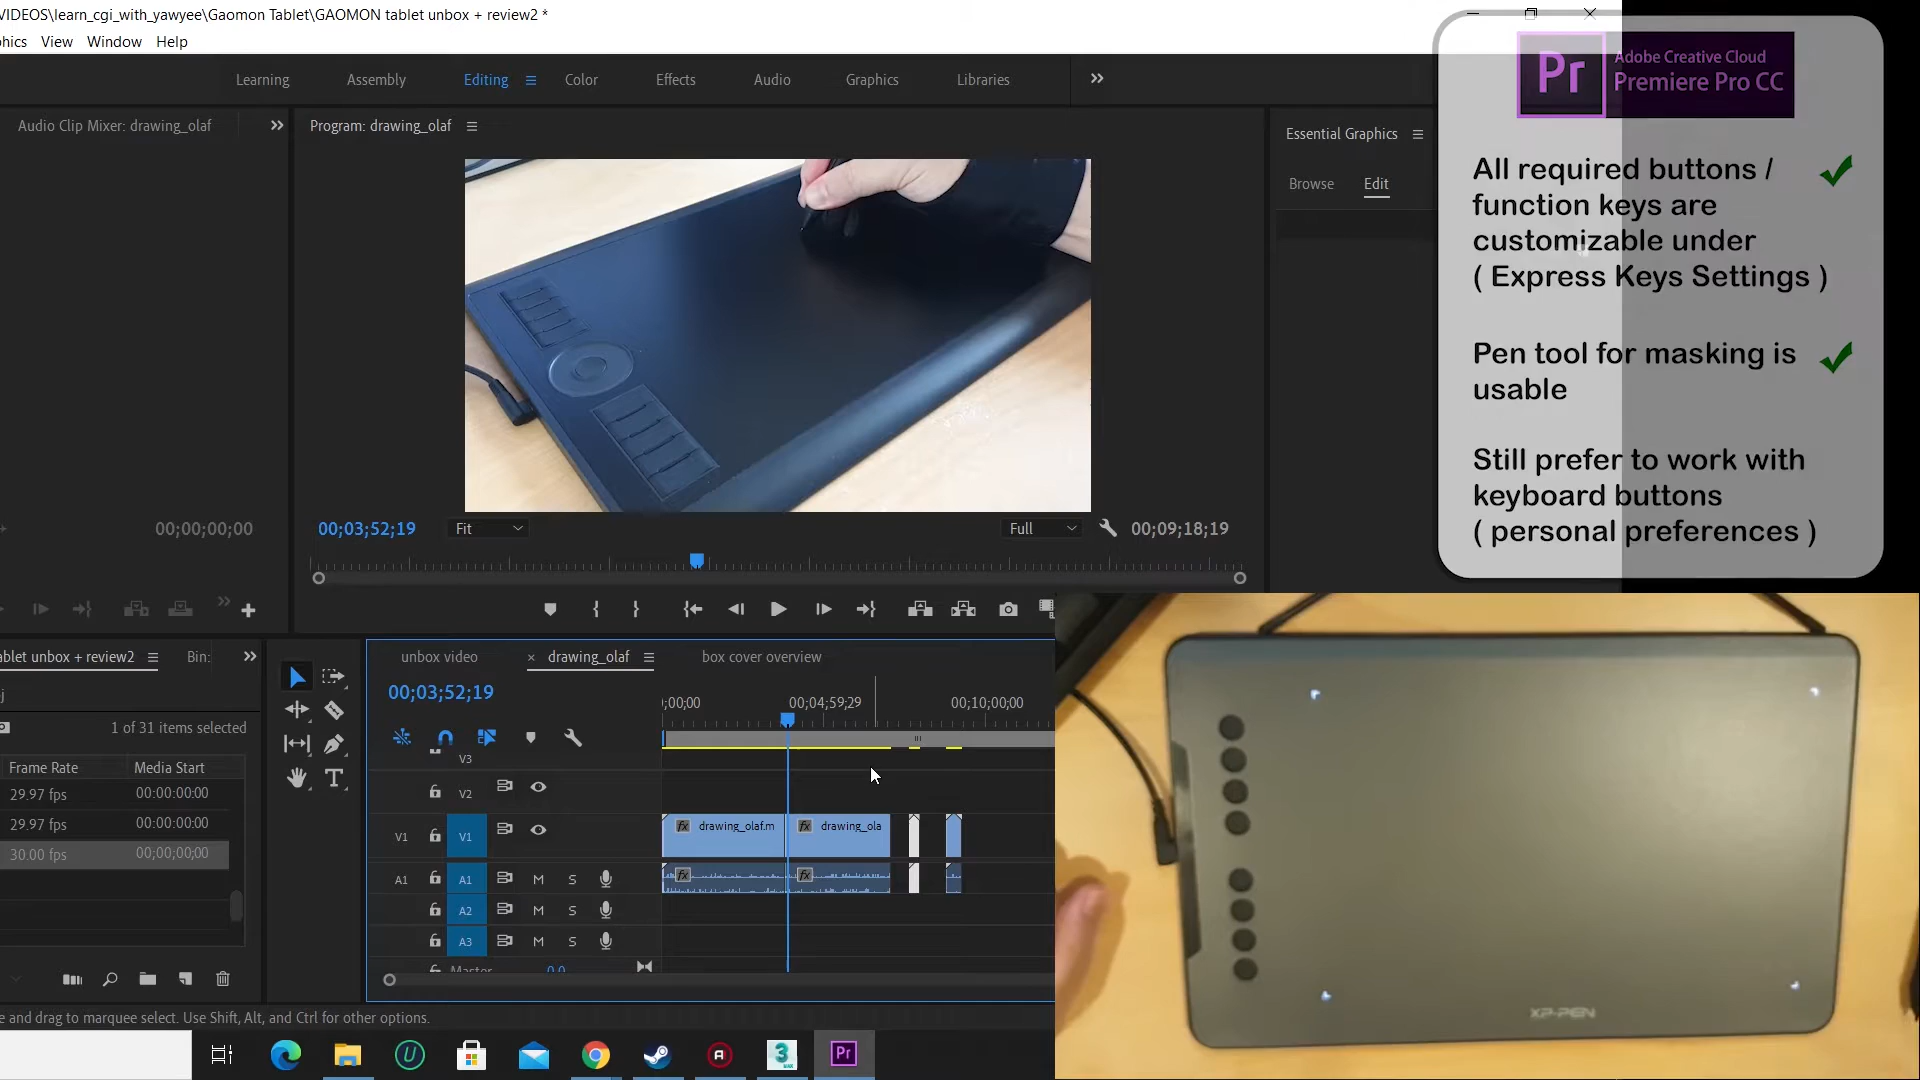 VIDEOS\learn_cgi_with_yawyee\Gaomon Tablet\GAOMON tablet unbox + review2 *
hics View Window Help
Learning Assembly Editing Color Effects Audio Graphics Libraries
Audio Clip Mixer: drawing_olaf
Program: drawing_olaf
Essential Graphics
Browse Edit
Pr Adobe Creative Cloud
Premiere Pro CC
All required buttons /
function keys are
customizable under
( Express Keys Settings )
Pen tool for masking is
usable
Still prefer to work with
keyboard buttons
( personal preferences )
00;00;00;00
00;03;52;19 Fit Full 00;09;18;19
ablet unbox + review2 Bin:
1 of 31 items selected
Frame Rate Media Start
29.97 fps 00:00:00:00
29.97 fps 00:00:00:00
30.00 fps 00;00;00;00
unbox video × drawing_olaf box cover overview
00;03;52;19
;00;00 00;04;59;29 00;10;00;00
V3
V2
V1 V1 fx drawing_olaf.m fx drawing_ola
A1 A1 M S fx fx
A2 M S
A3 M S
Master 0.0
e and drag to marquee select. Use Shift, Alt, and Ctrl for other options.
XP-PEN
Pr